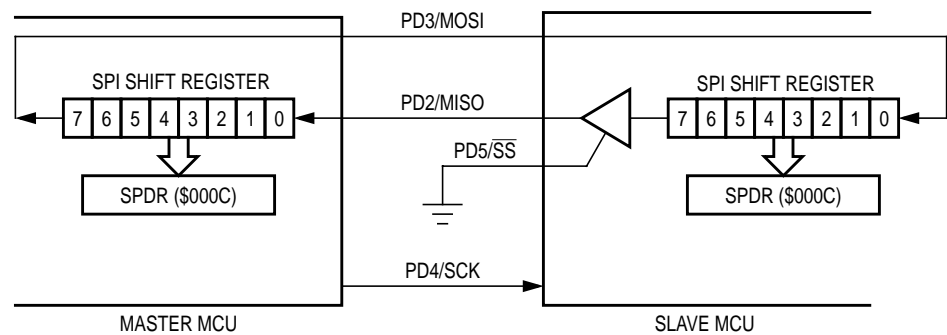 PD3/MOSI
SPI SHIFT REGISTER
7 6 5 4 3 2 1 0
SPDR ($000C)
PD2/MISO
PD5/S̅S̅
SPI SHIFT REGISTER
7 6 5 4 3 2 1 0
SPDR ($000C)
PD4/SCK
MASTER MCU
SLAVE MCU